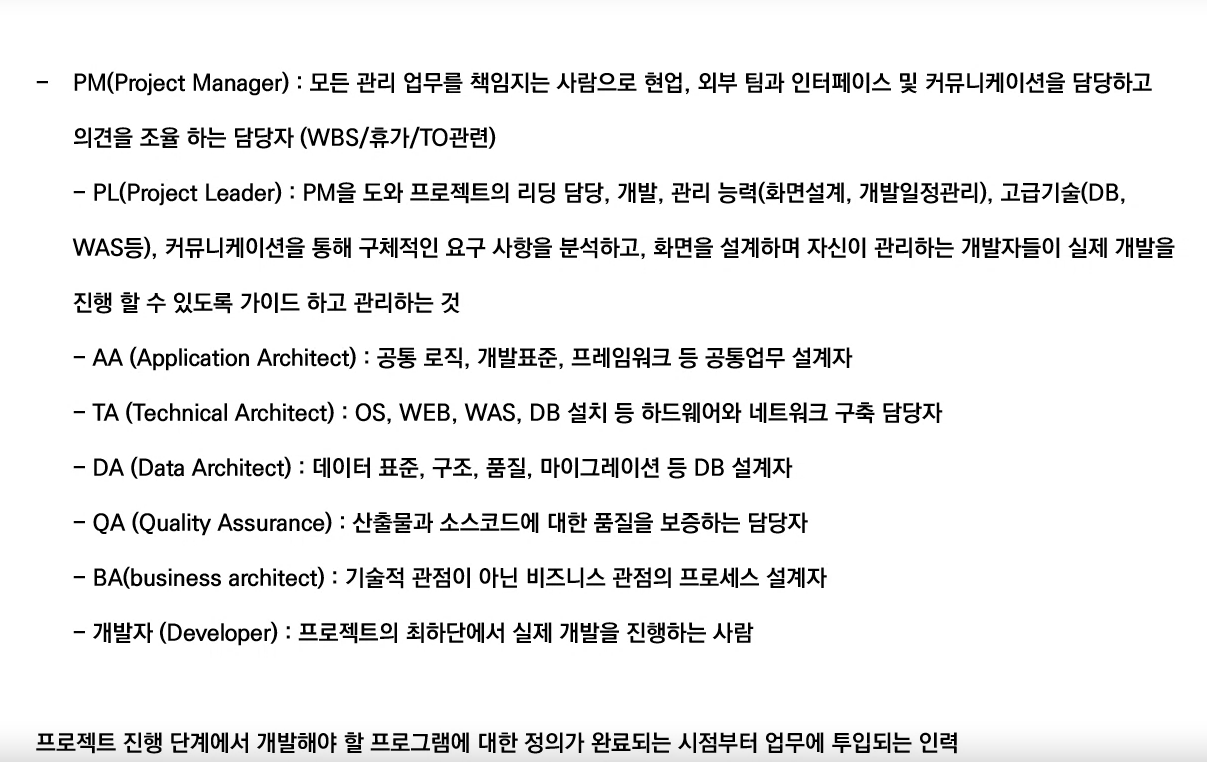 – PM(Project Manager) : 모든 관리 업무를 책임지는 사람으로 현업, 외부 팀과 인터페이스 및 커뮤니케이션을 담당하고
의견을 조율 하는 담당자 (WBS/휴가/TO관련)
– PL(Project Leader) : PM을 도와 프로젝트의 리딩 담당, 개발, 관리 능력(화면설계, 개발일정관리), 고급기술(DB,
WAS등), 커뮤니케이션을 통해 구체적인 요구 사항을 분석하고, 화면을 설계하며 자신이 관리하는 개발자들이 실제 개발을
진행 할 수 있도록 가이드 하고 관리하는 것
– AA (Application Architect) : 공통 로직, 개발표준, 프레임워크 등 공통업무 설계자
– TA (Technical Architect) : OS, WEB, WAS, DB 설치 등 하드웨어와 네트워크 구축 담당자
– DA (Data Architect) : 데이터 표준, 구조, 품질, 마이그레이션 등 DB 설계자
– QA (Quality Assurance) : 산출물과 소스코드에 대한 품질을 보증하는 담당자
– BA(business architect) : 기술적 관점이 아닌 비즈니스 관점의 프로세스 설계자
– 개발자 (Developer) : 프로젝트의 최하단에서 실제 개발을 진행하는 사람
프로젝트 진행 단계에서 개발해야 할 프로그램에 대한 정의가 완료되는 시점부터 업무에 투입되는 인력